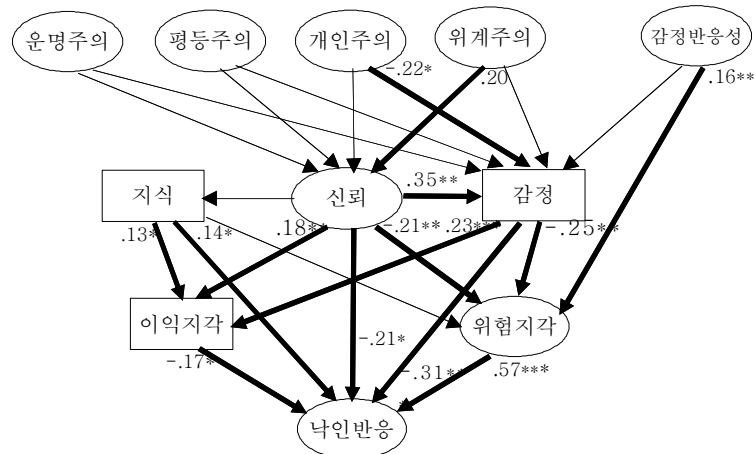 운명주의 평등주의 개인주의 위계주의 감정반응성
-.22* .20 .16**
지식 신뢰 .35** 감정
.13* .14* .18** -.21** .23** -.25**
이익지각 위험지각
-.17* -.21* -.31** .57***
낙인반응